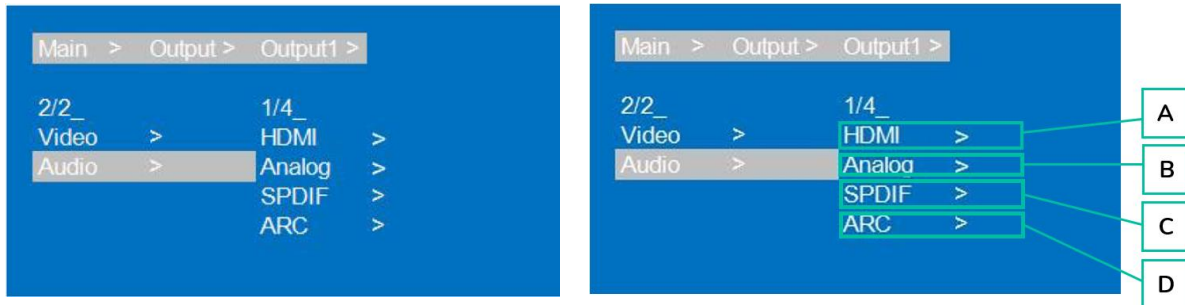 Main > Output > Output1 >
2/2_ 1/4_
Video > HDMI >
Audio > Analog >
SPDIF >
ARC >
Main > Output > Output1 >
2/2_ 1/4_
Video > HDMI >
Audio > Analog >
SPDIF >
ARC >
A
B
C
D